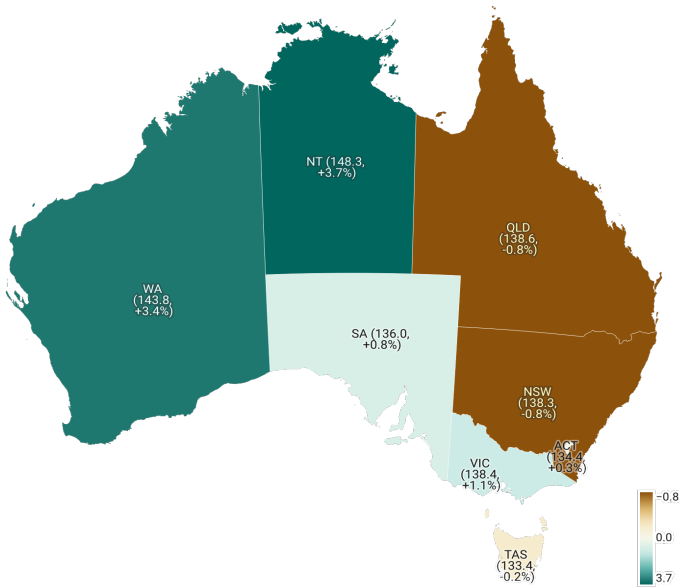 NT (148.3,
+3.7%)
QLD
(138.6,
-0.8%)
WA
(143.8,
+3.4%)
SA (136.0,
+0.8%)
NSW
(138.3,
-0.8%)
ACT
(134.4,
+0.3%)
VIC
(138.4,
+1.1%)
TAS
(133.4,
-0.2%)
−0.8
0.0
3.7